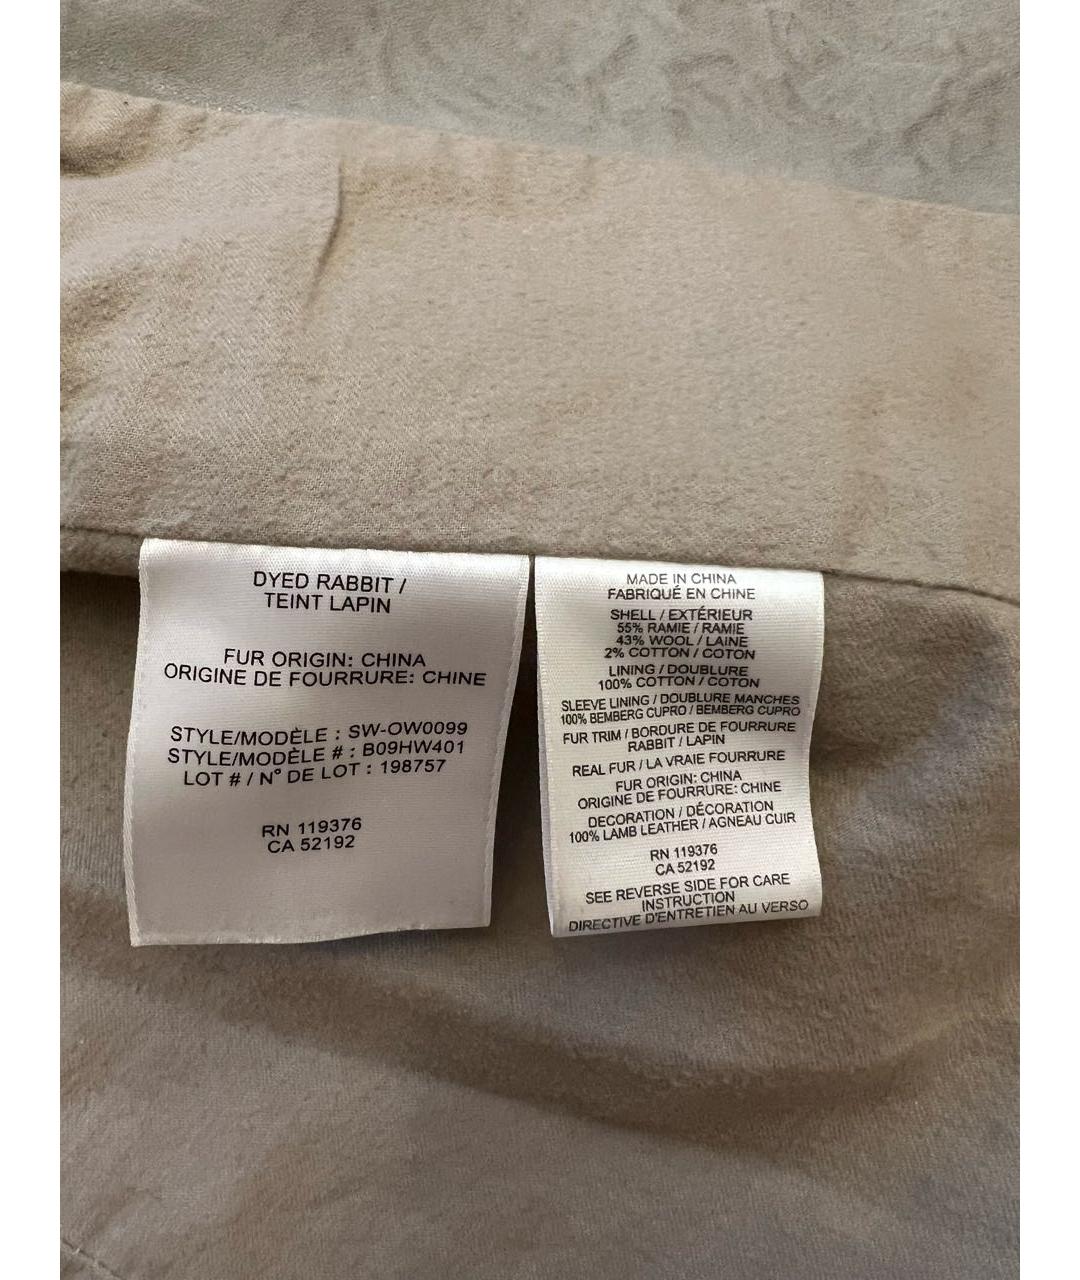 DYED RABBIT /
TEINT LAPIN
FUR ORIGIN: CHINA
ORIGINE DE FOURRURE: CHINE
STYLE/MODÈLE : SW-OW0099
STYLE/MODÈLE # : B09HW401
LOT # / N° DE LOT : 198757
RN 119376
CA 52192
MADE IN CHINA
FABRIQUÉ EN CHINE
SHELL / EXTÉRIEUR
55% RAMIE / RAMIE
43% WOOL / LAINE
2% COTTON / COTON
LINING / DOUBLURE
100% COTTON / COTON
SLEEVE LINING / DOUBLURE MANCHES
100% BEMBERG CUPRO / BEMBERG CUPRO
FUR TRIM / BORDURE DE FOURRURE
RABBIT / LAPIN
REAL FUR / LA VRAIE FOURRURE
FUR ORIGIN: CHINA
ORIGINE DE FOURRURE: CHINE
DECORATION / DÉCORATION
100% LAMB LEATHER / AGNEAU CUIR
RN 119376
CA 52192
SEE REVERSE SIDE FOR CARE
INSTRUCTION
DIRECTIVE D'ENTRETIEN AU VERSO